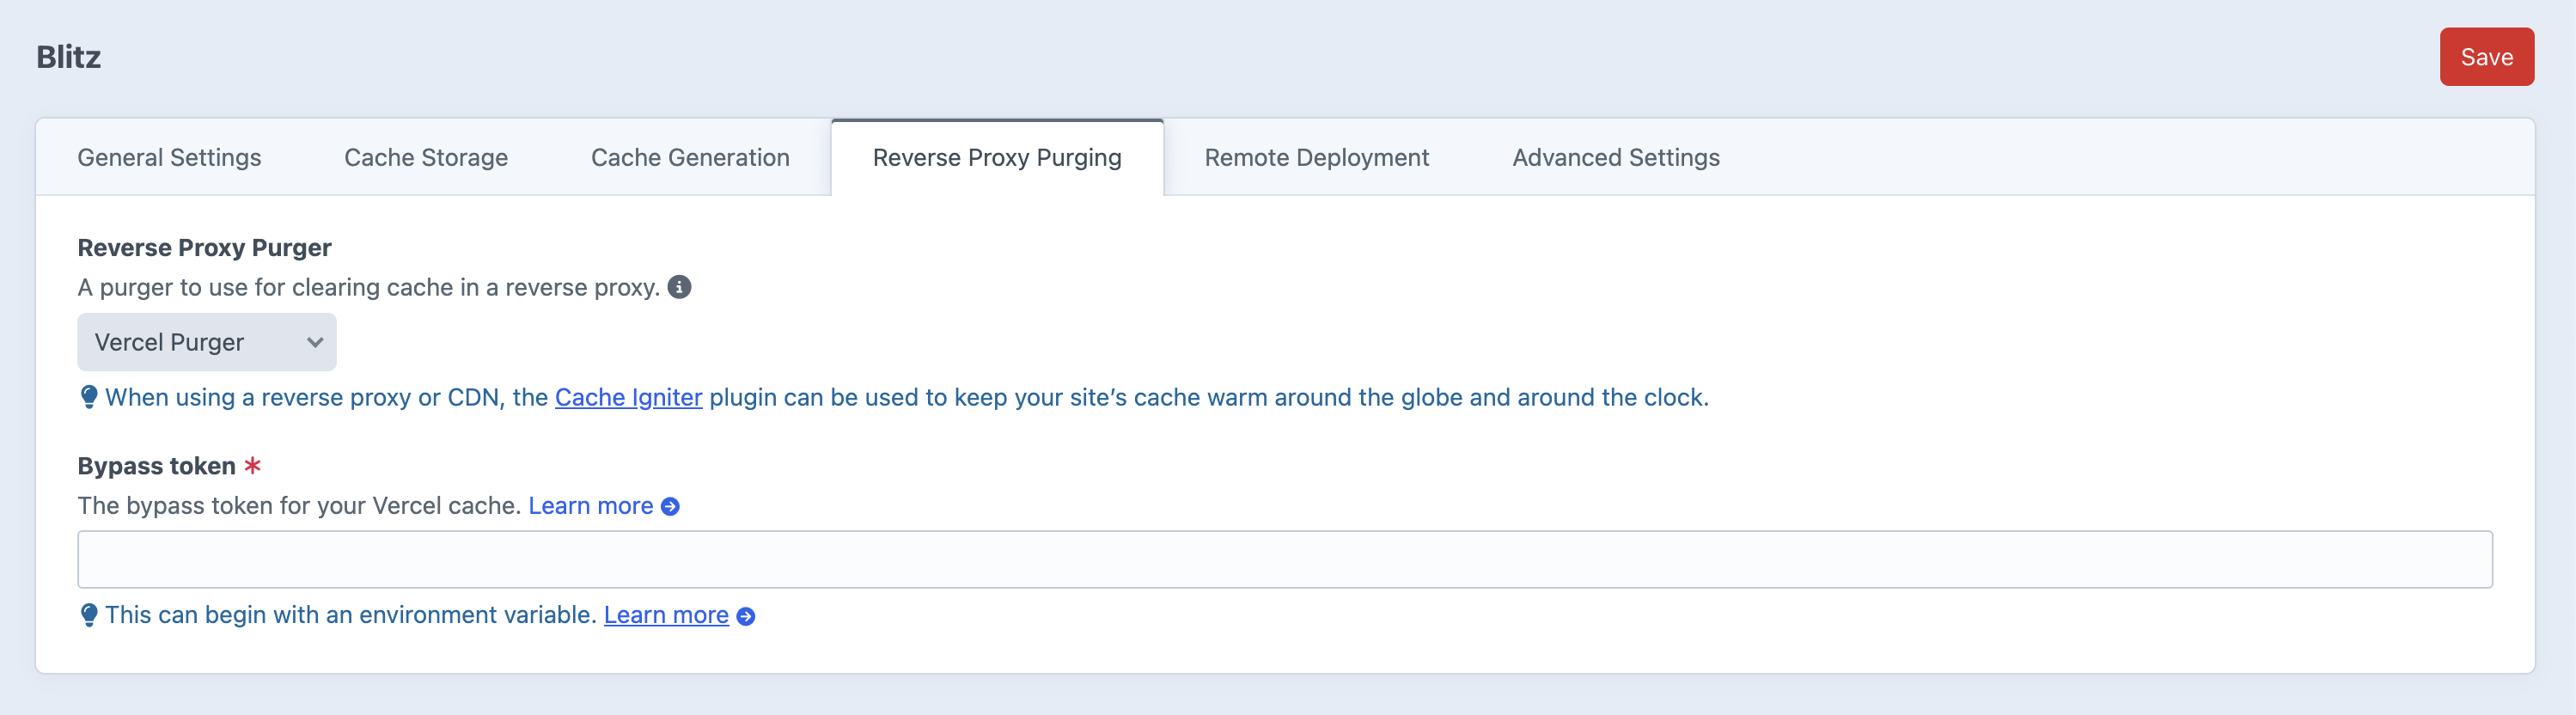 Blitz
Save
General Settings
Cache Storage
Cache Generation
Reverse Proxy Purging
Remote Deployment
Advanced Settings
Reverse Proxy Purger
A purger to use for clearing cache in a reverse proxy.
Vercel Purger
When using a reverse proxy or CDN, the Cache Igniter plugin can be used to keep your site’s cache warm around the globe and around the clock.
Bypass token *
The bypass token for your Vercel cache. Learn more
This can begin with an environment variable. Learn more